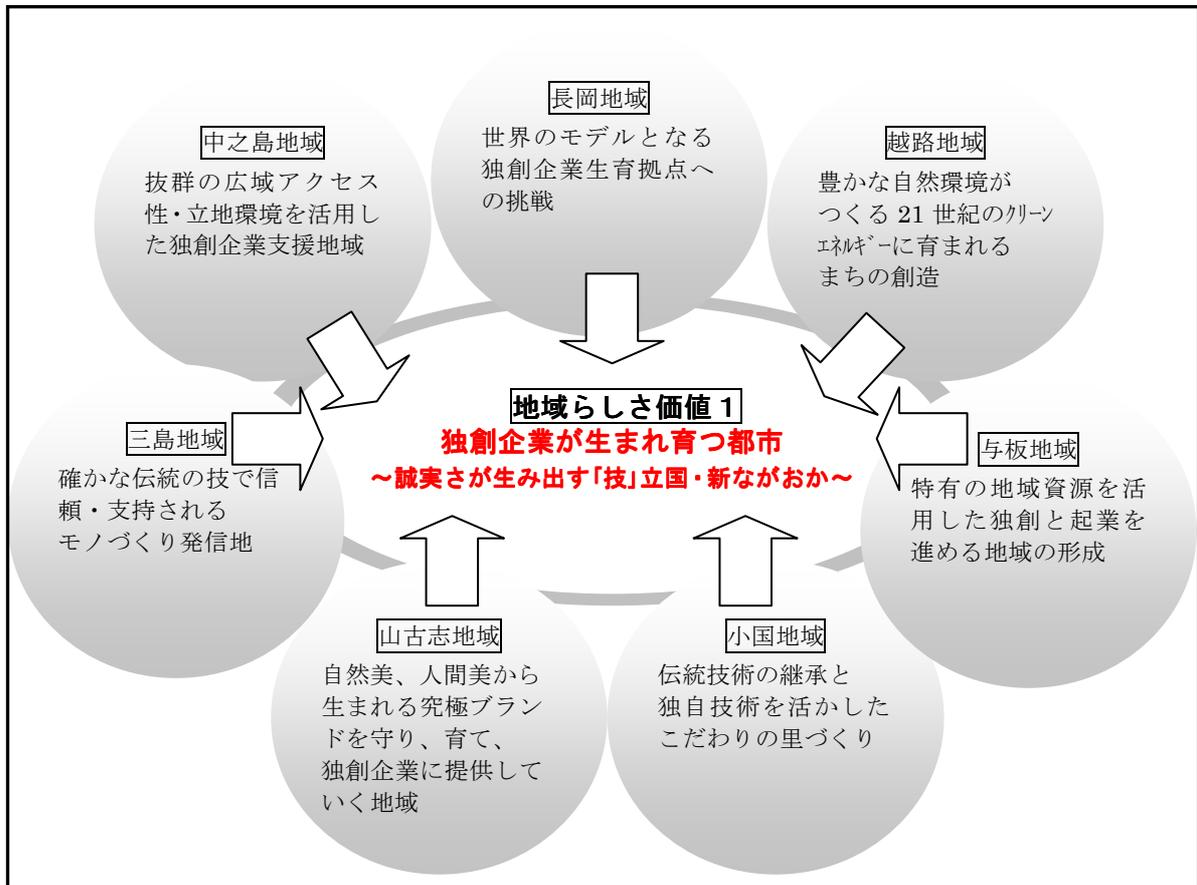 長岡地域
世界のモデルとなる
独創企業生育拠点へ
の挑戦
中之島地域
抜群の広域アクセス
性・立地環境を活用し
た独創企業支援地域
越路地域
豊かな自然環境が
つくる 21 世紀のｸﾘｰﾝ
ｴﾈﾙｷﾞｰに育まれる
まちの創造
地域らしさ価値１
独創企業が生まれ育つ都市
～誠実さが生み出す「技」立国・新ながおか～
三島地域
確かな伝統の技で信
頼・支持される
モノづくり発信地
与板地域
特有の地域資源を活
用した独創と起業を
進める地域の形成
山古志地域
自然美、人間美から
生まれる究極ブラン
ドを守り、育て、
独創企業に提供して
いく地域
小国地域
伝統技術の継承と
独自技術を活かした
こだわりの里づくり